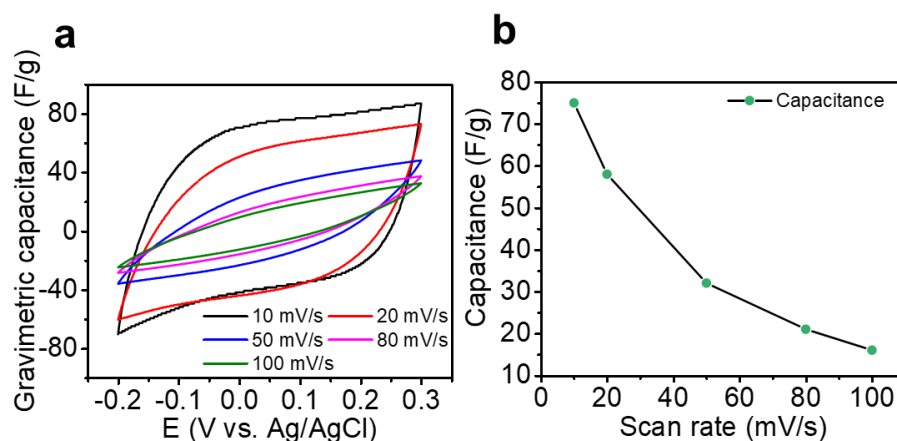 a
Gravimetric capacitance (F/g)
80
40
0
-40
-80
10 mV/s
20 mV/s
50 mV/s
80 mV/s
100 mV/s
-0.2 -0.1 0.0 0.1 0.2 0.3
E (V vs. Ag/AgCl)
b
Capacitance (F/g)
80
70
60
50
40
30
20
10
Capacitance
0 20 40 60 80 100
Scan rate (mV/s)